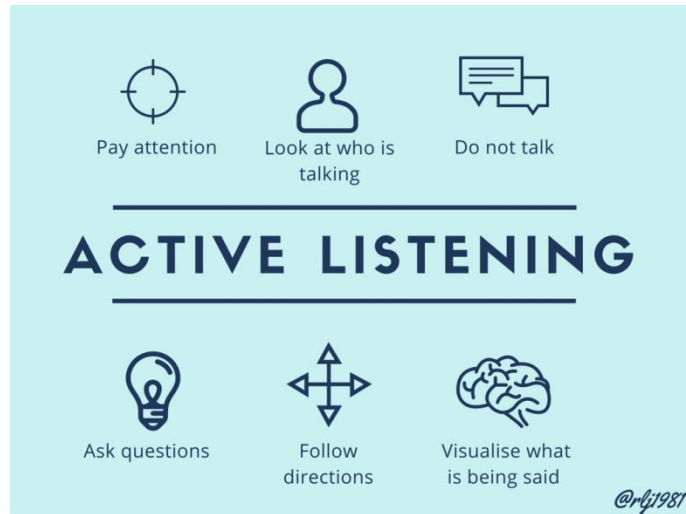 Pay attention
Look at who is
talking
Do not talk
ACTIVE LISTENING
Ask questions
Follow
directions
Visualise what
is being said
@rlj1981